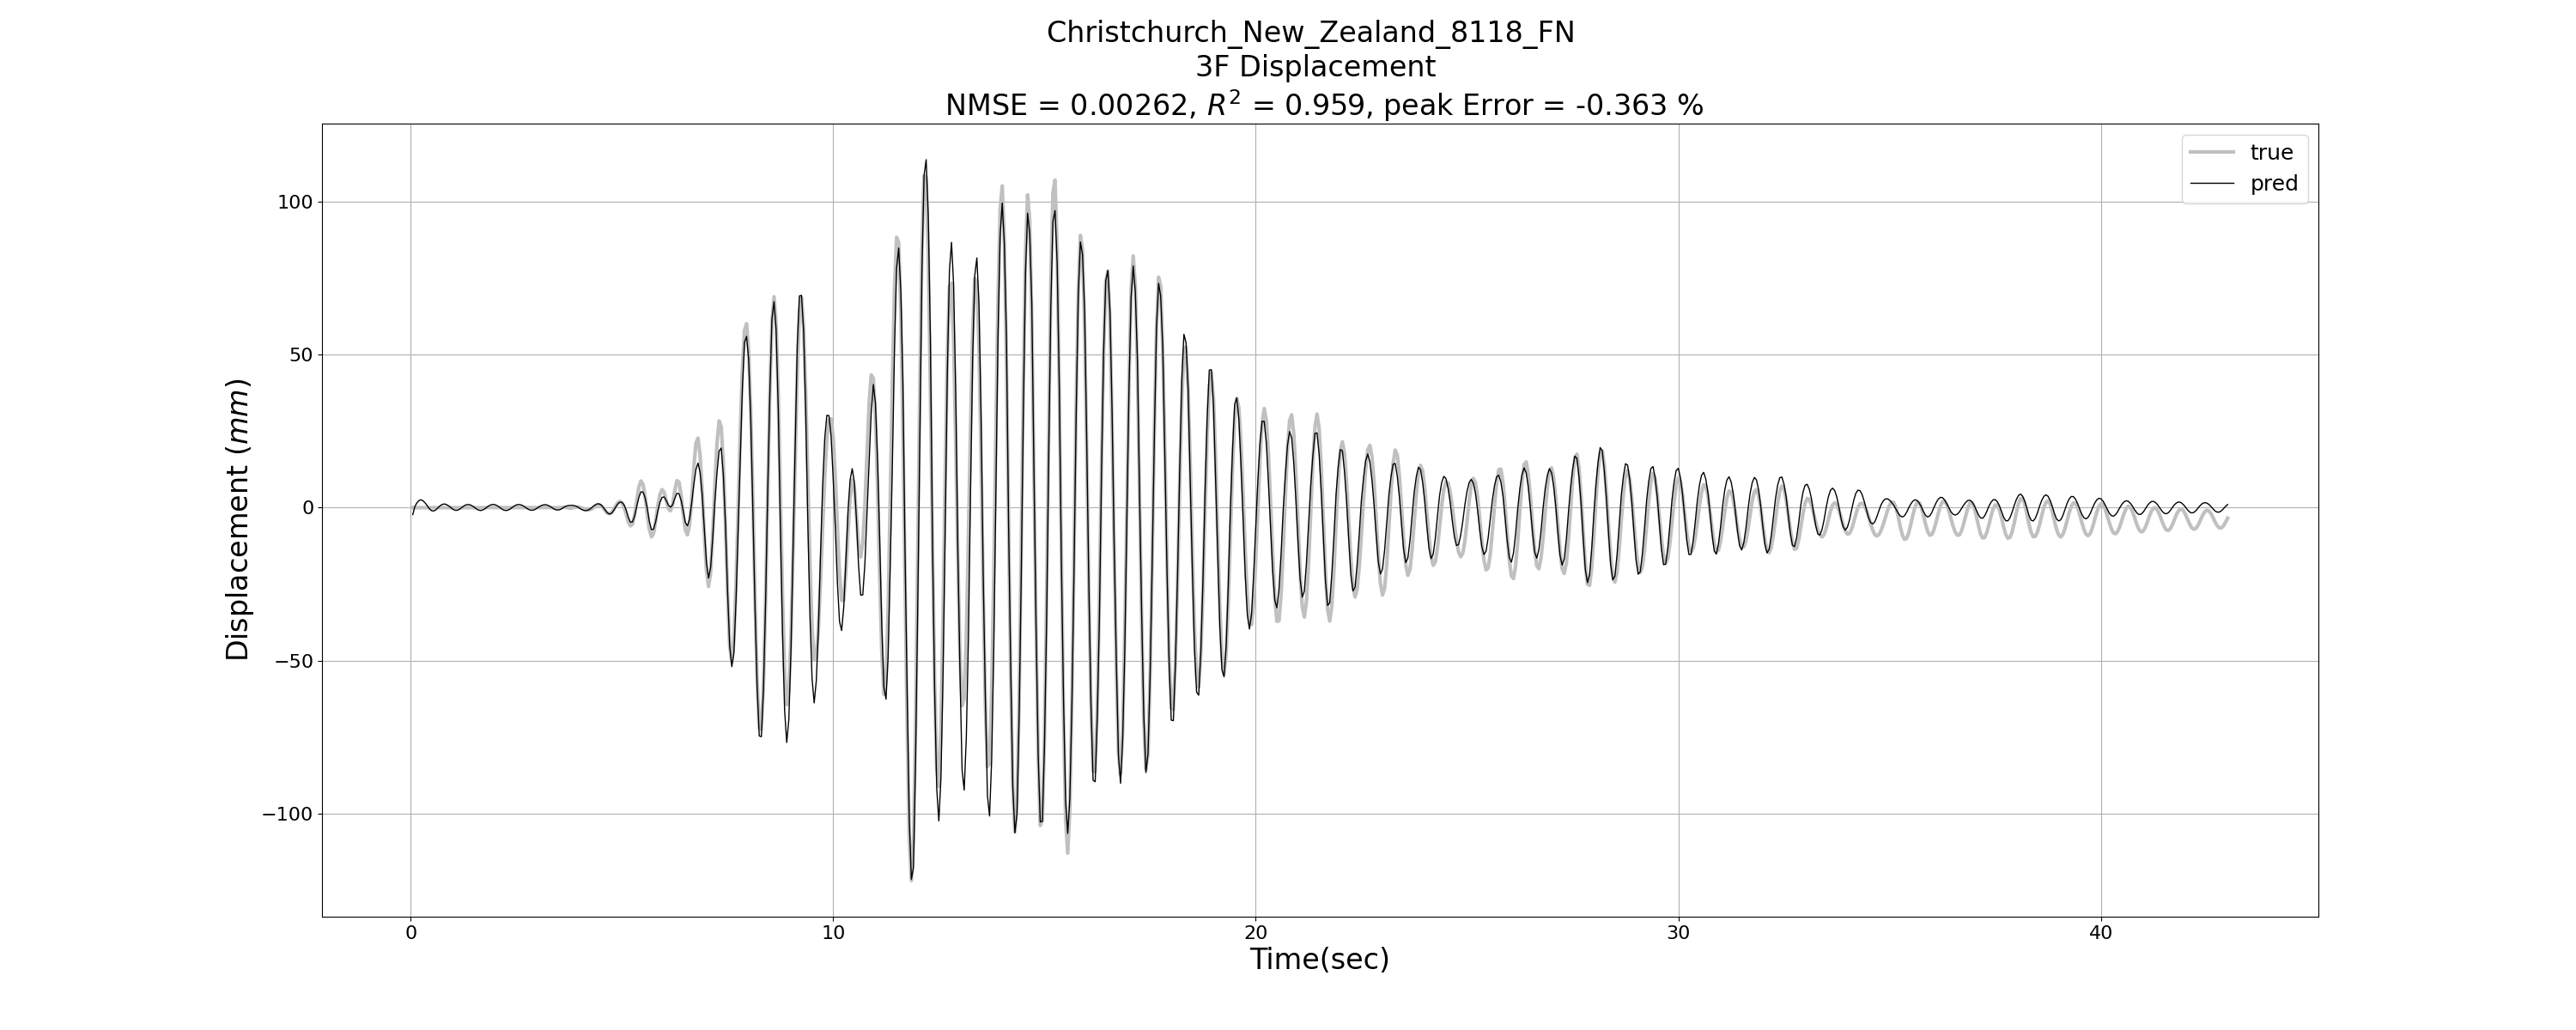 Christchurch_New_Zealand_8118_FN
3F Displacement
NMSE = 0.00262, R² = 0.959, peak Error = -0.363 %
true
pred
Displacement (mm)
100
50
0
−50
−100
0
10
20
30
40
Time(sec)